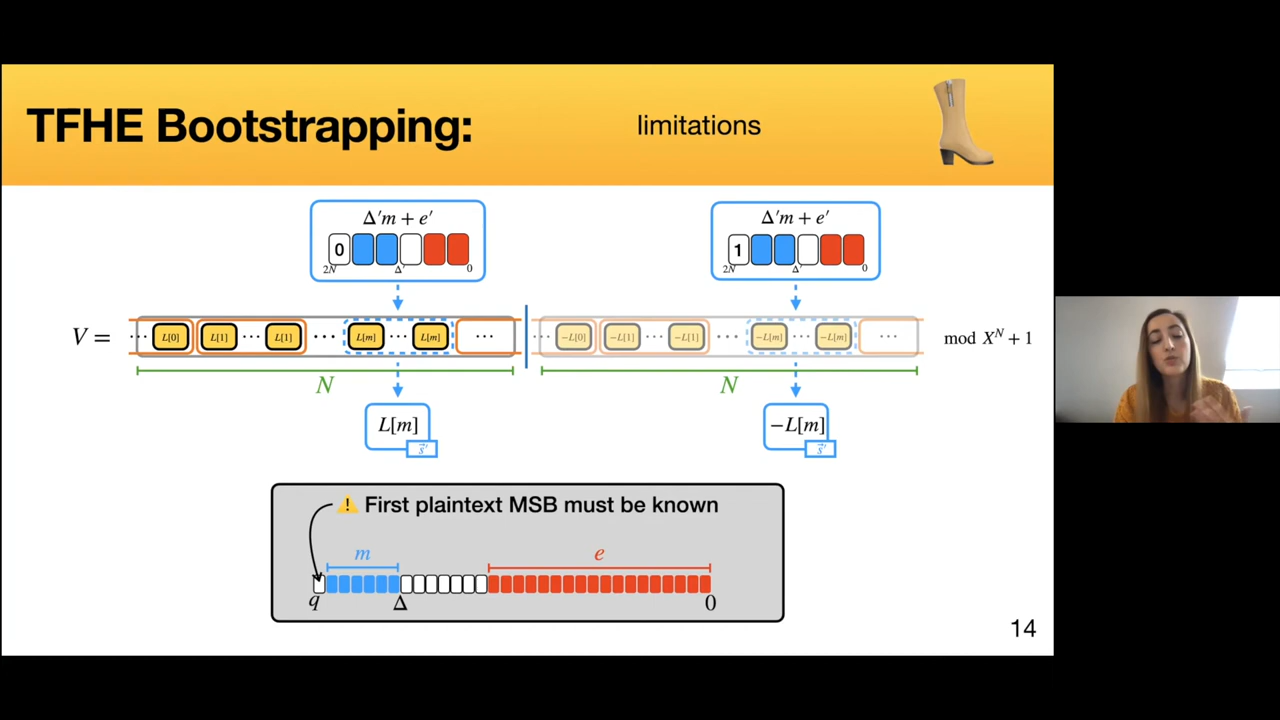 TFHE Bootstrapping:
limitations
Δ'm + e'
0
2N Δ' 0
Δ'm + e'
1
2N Δ' 0
V = ··· L[0] L[1] ··· L[1] ··· L[m] ··· L[m] ··· ··· -L[0] -L[1] ··· -L[1] ··· -L[m] ··· -L[m] ··· mod X^N + 1
N N
L[m]
s⃗'
-L[m]
s⃗'
⚠ First plaintext MSB must be known
m e
q Δ 0
14